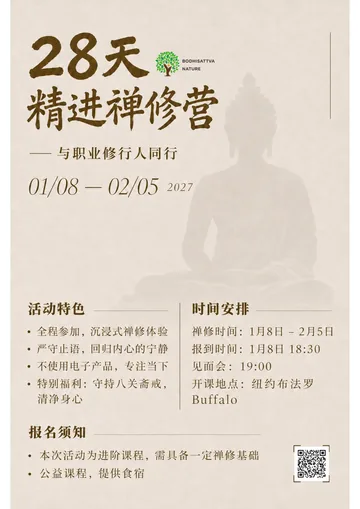 28天
BODHISATTVA
NATURE
精进禅修营
—— 与职业修行人同行
01/08 — 02/05 2027
活动特色
• 全程参加，沉浸式禅修体验
• 严守止语，回归内心的宁静
• 不使用电子产品，专注当下
• 特别福利：守持八关斋戒，
清净身心
时间安排
禅修时间：1月8日 – 2月5日
报到时间：1月8日 18:30
见面会：19:00
开课地点：纽约布法罗
Buffalo
报名须知
• 本次活动为进阶课程，需具备一定禅修基础
• 公益课程，提供食宿